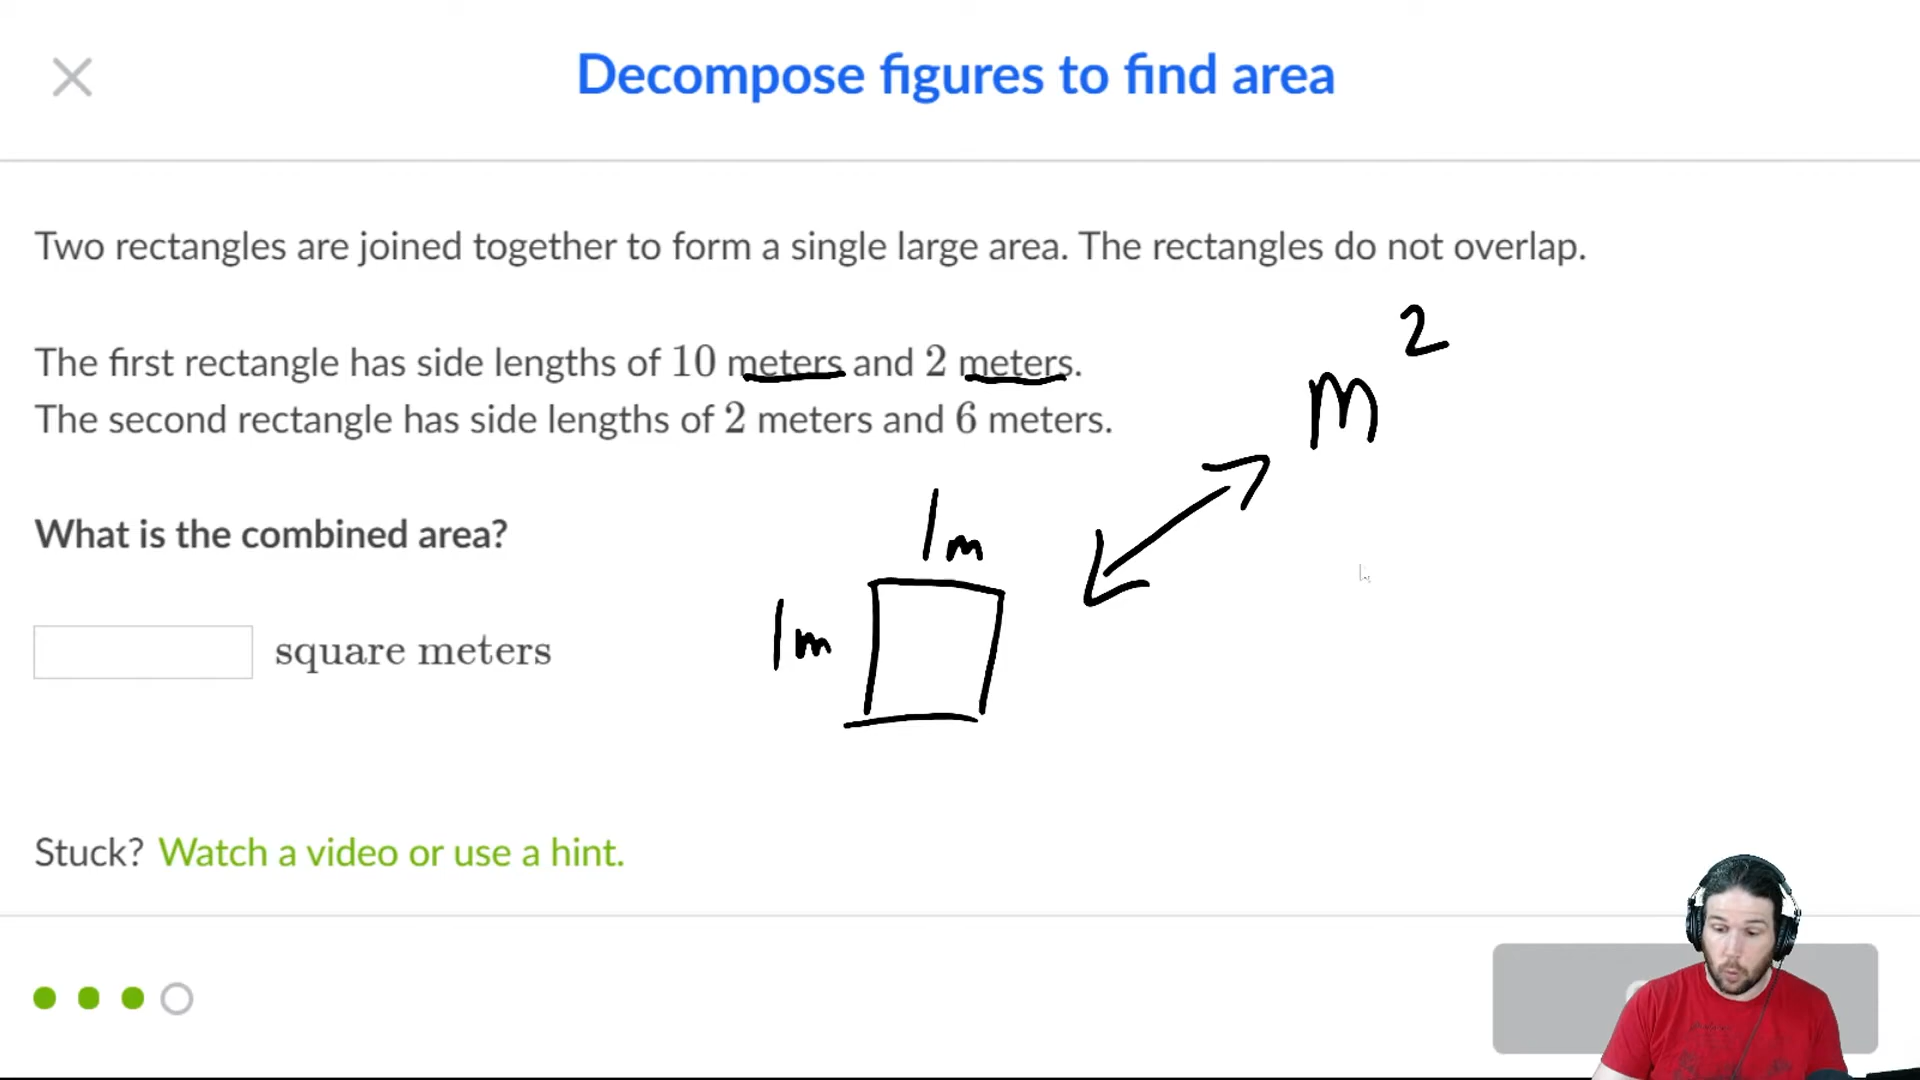 Decompose figures to find area
Two rectangles are joined together to form a single large area. The rectangles do not overlap.
The first rectangle has side lengths of 10 meters and 2 meters.
The second rectangle has side lengths of 2 meters and 6 meters.
m²
What is the combined area?
1m
1m
square meters
Stuck? Watch a video or use a hint.